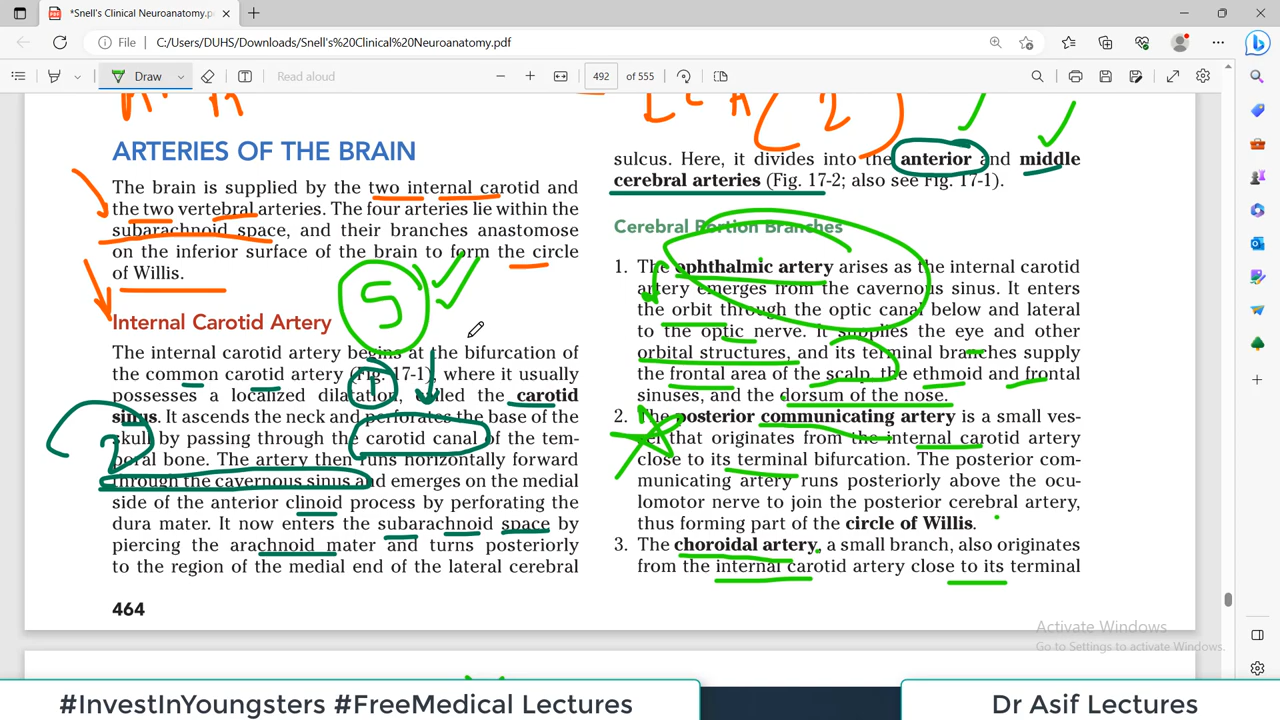 *Snell's Clinical Neuroanatomy.p
File C:/Users/DUHS/Downloads/Snell's%20Clinical%20Neuroanatomy.pdf
Draw Read aloud 492 of 555
L 2 A 2
ARTERIES OF THE BRAIN
The brain is supplied by the two internal carotid and
the two vertebral arteries. The four arteries lie within the
subarachnoid space, and their branches anastomose
on the inferior surface of the brain to form the circle
of Willis.
5
Internal Carotid Artery
The internal carotid artery begins at the bifurcation of
the common carotid artery (Fig. 17-1), where it usually
possesses a localized dilatation, called the carotid
sinus. It ascends the neck and perforates the base of the
skull by passing through the carotid canal of the tem-
poral bone. The artery then runs horizontally forward
through the cavernous sinus and emerges on the medial
side of the anterior clinoid process by perforating the
dura mater. It now enters the subarachnoid space by
piercing the arachnoid mater and turns posteriorly
to the region of the medial end of the lateral cerebral
1
2
464
sulcus. Here, it divides into the anterior and middle
cerebral arteries (Fig. 17-2; also see Fig. 17-1).
Cerebral Portion Branches
1. The ophthalmic artery arises as the internal carotid
artery emerges from the cavernous sinus. It enters
the orbit through the optic canal below and lateral
to the optic nerve. It supplies the eye and other
orbital structures, and its terminal branches supply
the frontal area of the scalp, the ethmoid and frontal
sinuses, and the dorsum of the nose.
2. The posterior communicating artery is a small ves-
sel that originates from the internal carotid artery
close to its terminal bifurcation. The posterior com-
municating artery runs posteriorly above the ocu-
lomotor nerve to join the posterior cerebral artery,
thus forming part of the circle of Willis.
3. The choroidal artery, a small branch, also originates
from the internal carotid artery close to its terminal
Activate Windows
Go to Settings to activate Windows.
#InvestInYoungsters #FreeMedical Lectures
Dr Asif Lectures